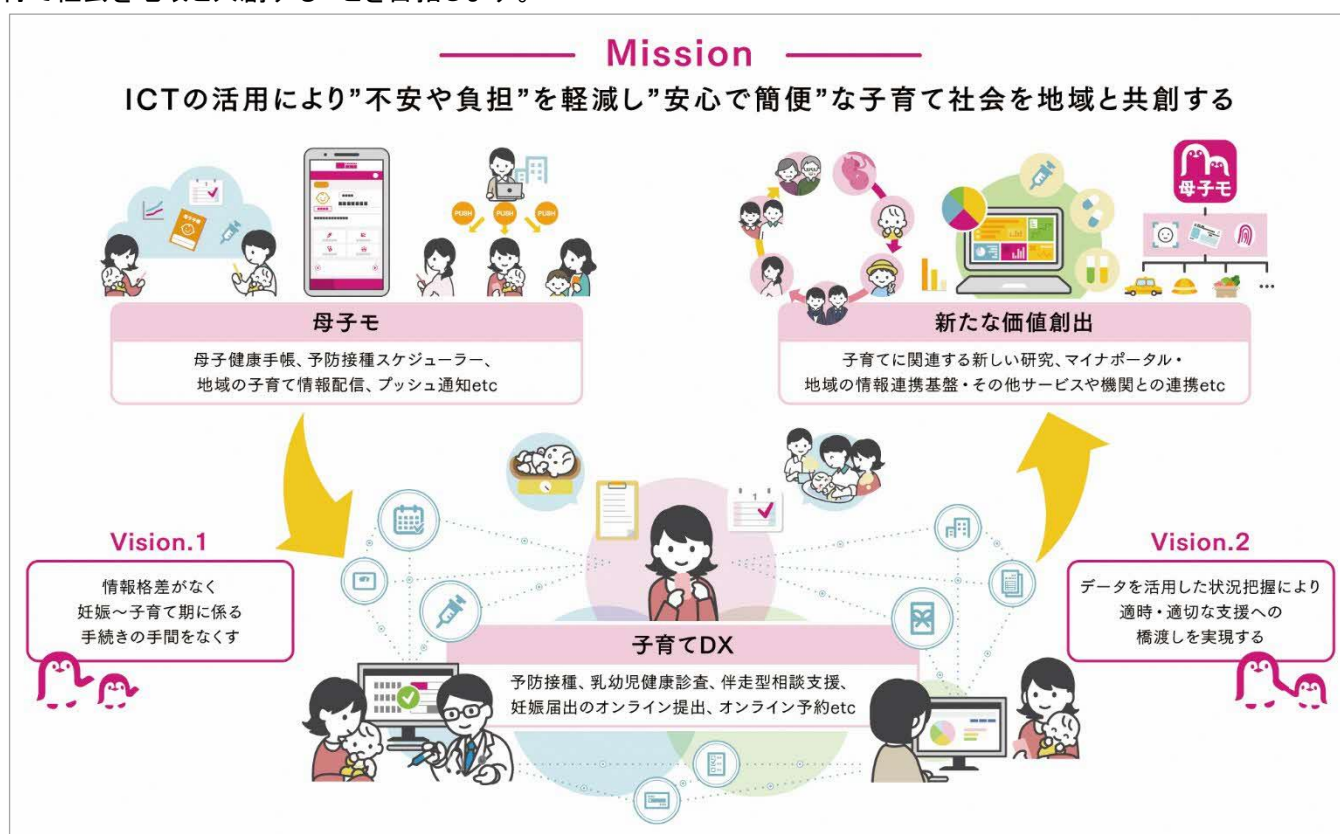 Mission
ICTの活用により”不安や負担”を軽減し”安心で簡便”な子育て社会を地域と共創する
PUSH
PUSH
PUSH
母子モ
母子モ
母子健康手帳、予防接種スケジューラー、
地域の子育て情報配信、プッシュ通知etc
新たな価値創出
子育てに関連する新しい研究、マイナポータル・
地域の情報連携基盤・その他サービスや機関との連携etc
Vision.1
情報格差がなく
妊娠~子育て期に係る
手続きの手間をなくす
Vision.2
データを活用した状況把握により
適時・適切な支援への
橋渡しを実現する
子育てDX
予防接種、乳幼児健康診査、伴走型相談支援、
妊娠届出のオンライン提出、オンライン予約etc